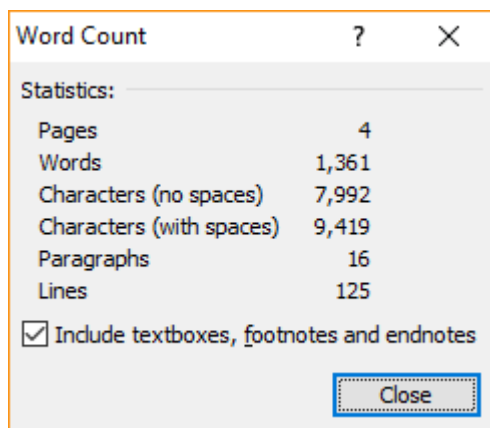 Word Count ? ×
Statistics:
Pages 4
Words 1,361
Characters (no spaces) 7,992
Characters (with spaces) 9,419
Paragraphs 16
Lines 125
Include textboxes, footnotes and endnotes
Close